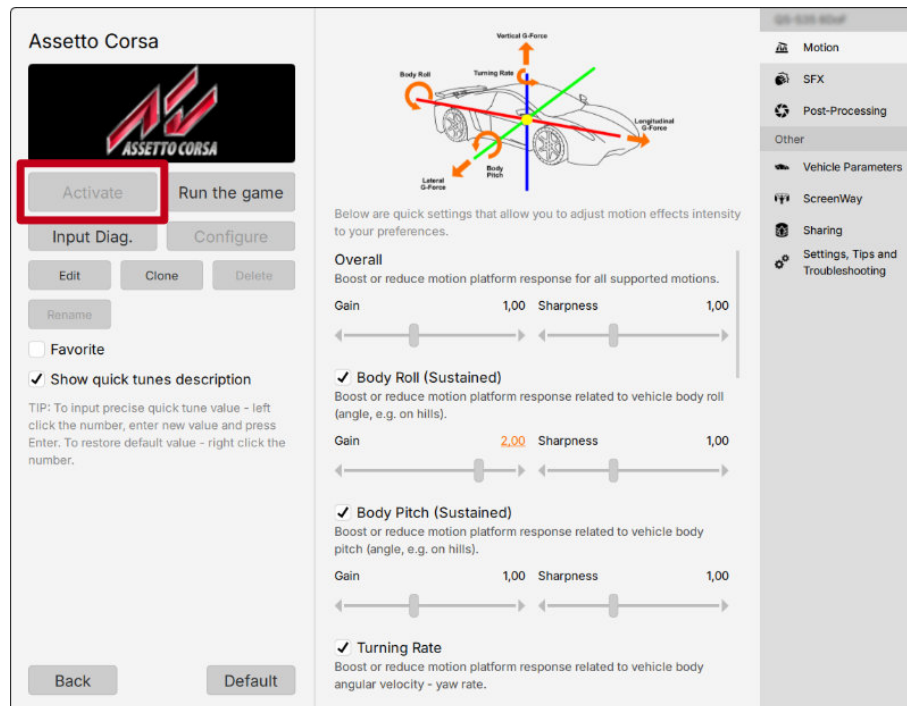 Assetto Corsa
ASSETTO CORSA
Activate
Run the game
Input Diag.
Configure
Edit
Clone
Delete
Rename
Favorite
Show quick tunes description
TIP: To input precise quick tune value - left
click the number, enter new value and press
Enter. To restore default value - right click the
number.
Back
Default
Vertical G-Force
Body Roll
Turning Rate
Longitudinal
G-Force
Lateral
G-Force
Body
Pitch
Below are quick settings that allow you to adjust motion effects intensity
to your preferences.
Overall
Boost or reduce motion platform response for all supported motions.
Gain 1,00 Sharpness 1,00
Body Roll (Sustained)
Boost or reduce motion platform response related to vehicle body roll
(angle, e.g. on hills).
Gain 2,00 Sharpness 1,00
Body Pitch (Sustained)
Boost or reduce motion platform response related to vehicle body
pitch (angle, e.g. on hills).
Gain 1,00 Sharpness 1,00
Turning Rate
Boost or reduce motion platform response related to vehicle body
angular velocity - yaw rate.
Motion
SFX
Post-Processing
Other
Vehicle Parameters
ScreenWay
Sharing
Settings, Tips and
Troubleshooting